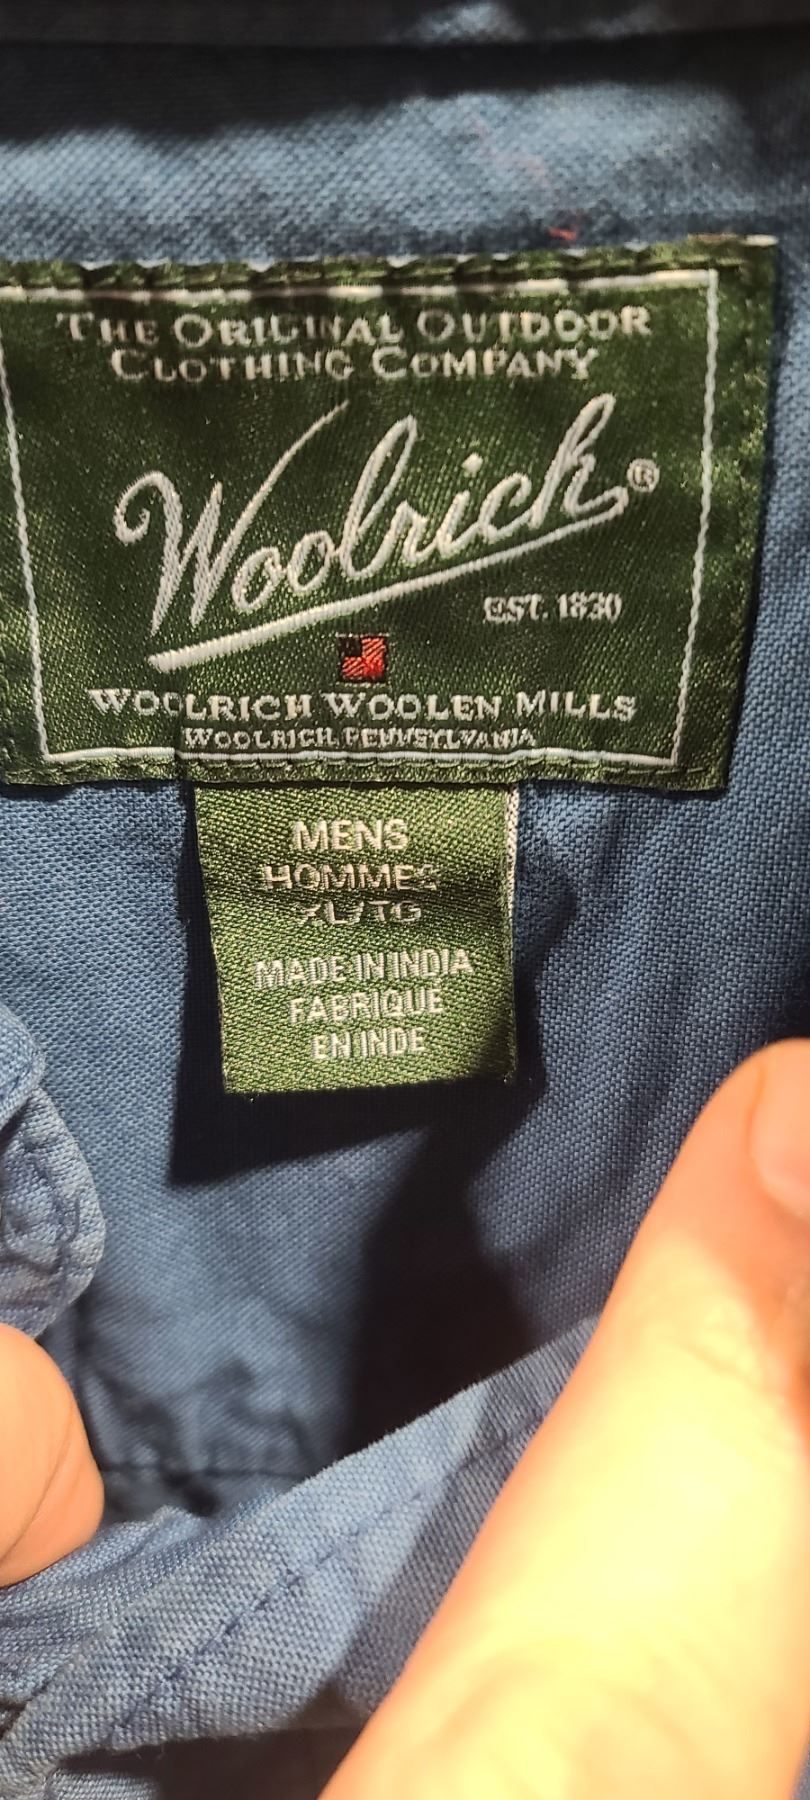 THE ORIGINAL OUTDOOR
CLOTHING COMPANY
Woolrich®
EST. 1830
WOOLRICH WOOLEN MILLS
WOOLRICH, PENNSYLVANIA
MENS
HOMMES
XL/TG
MADE IN INDIA
FABRIQUÉ
EN INDE